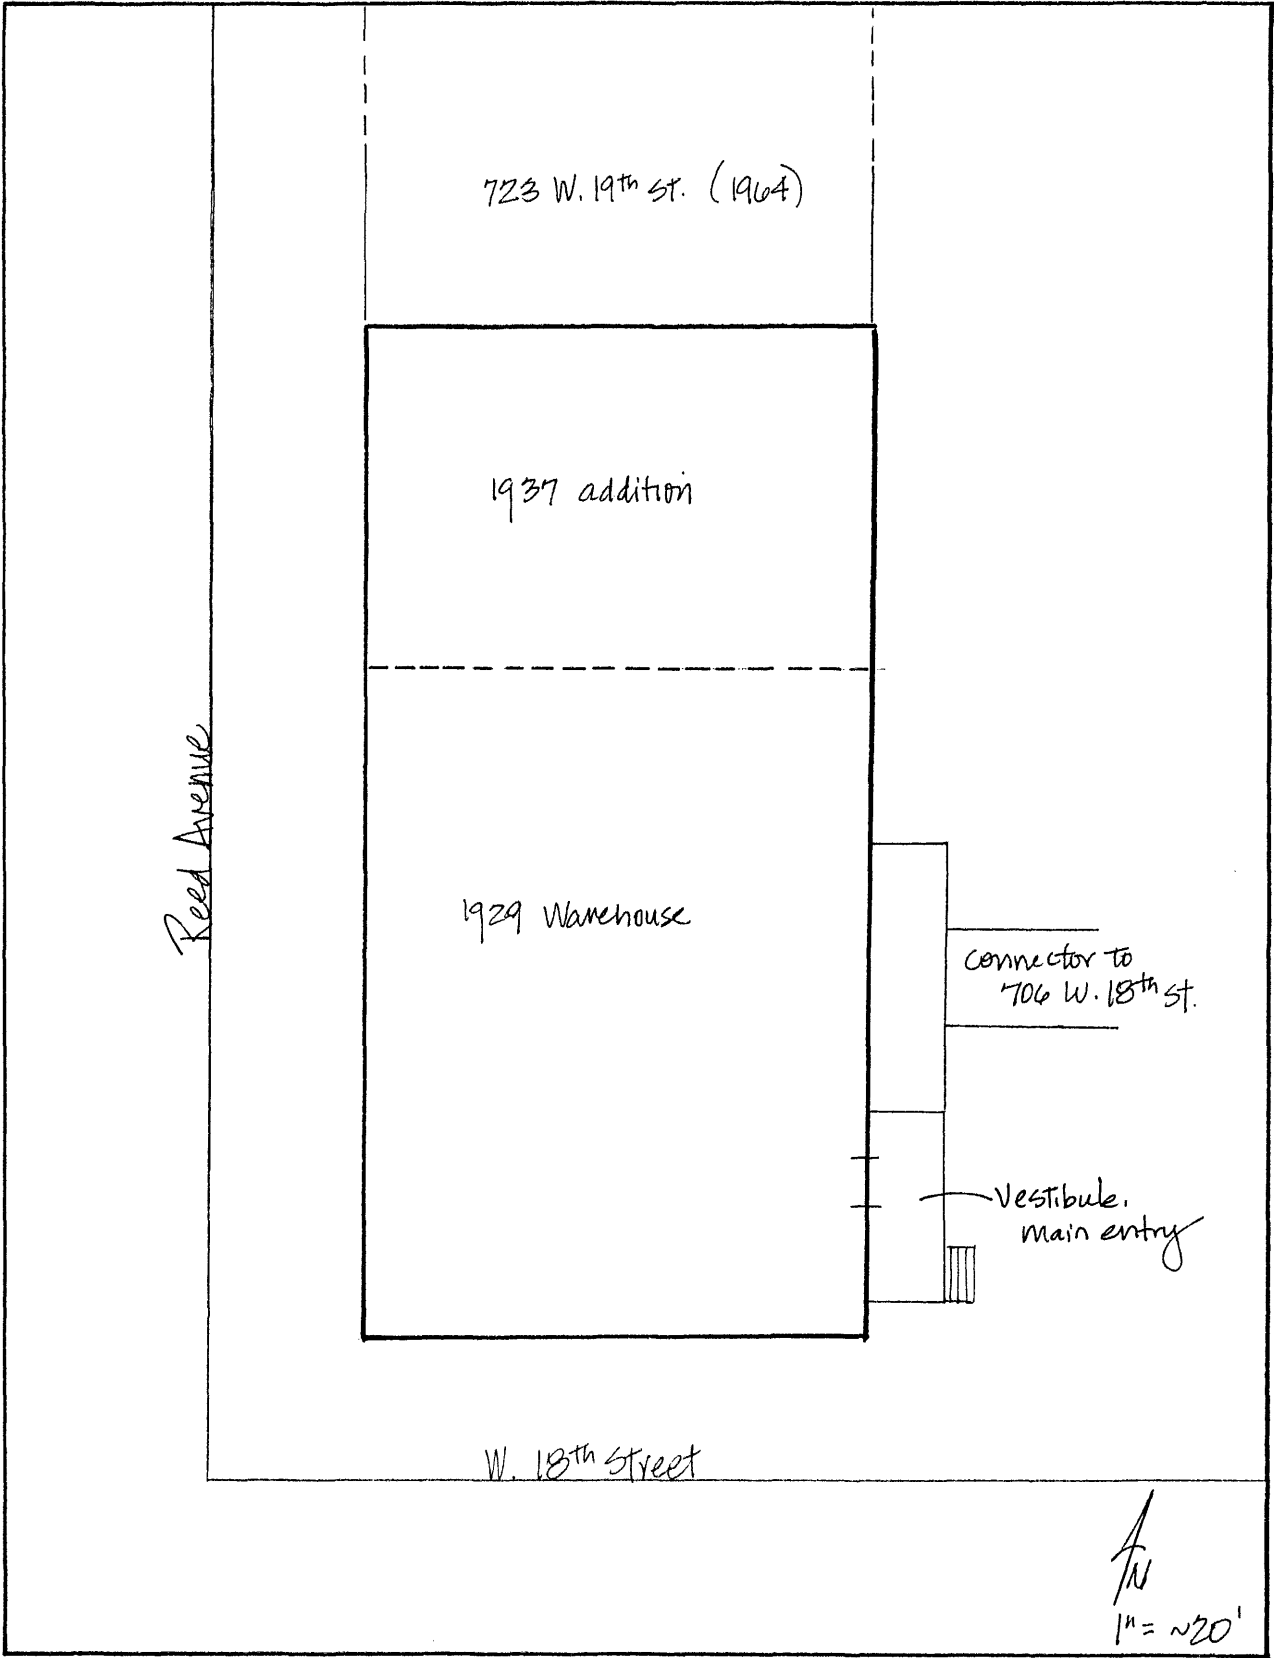 723 W. 19th St. (1964)
1937 addition
Reed Avenue
1929 Warehouse
connector to
706 W. 18th St.
Vestibule.
main entry
W. 18th Street
N
1" = ~20'